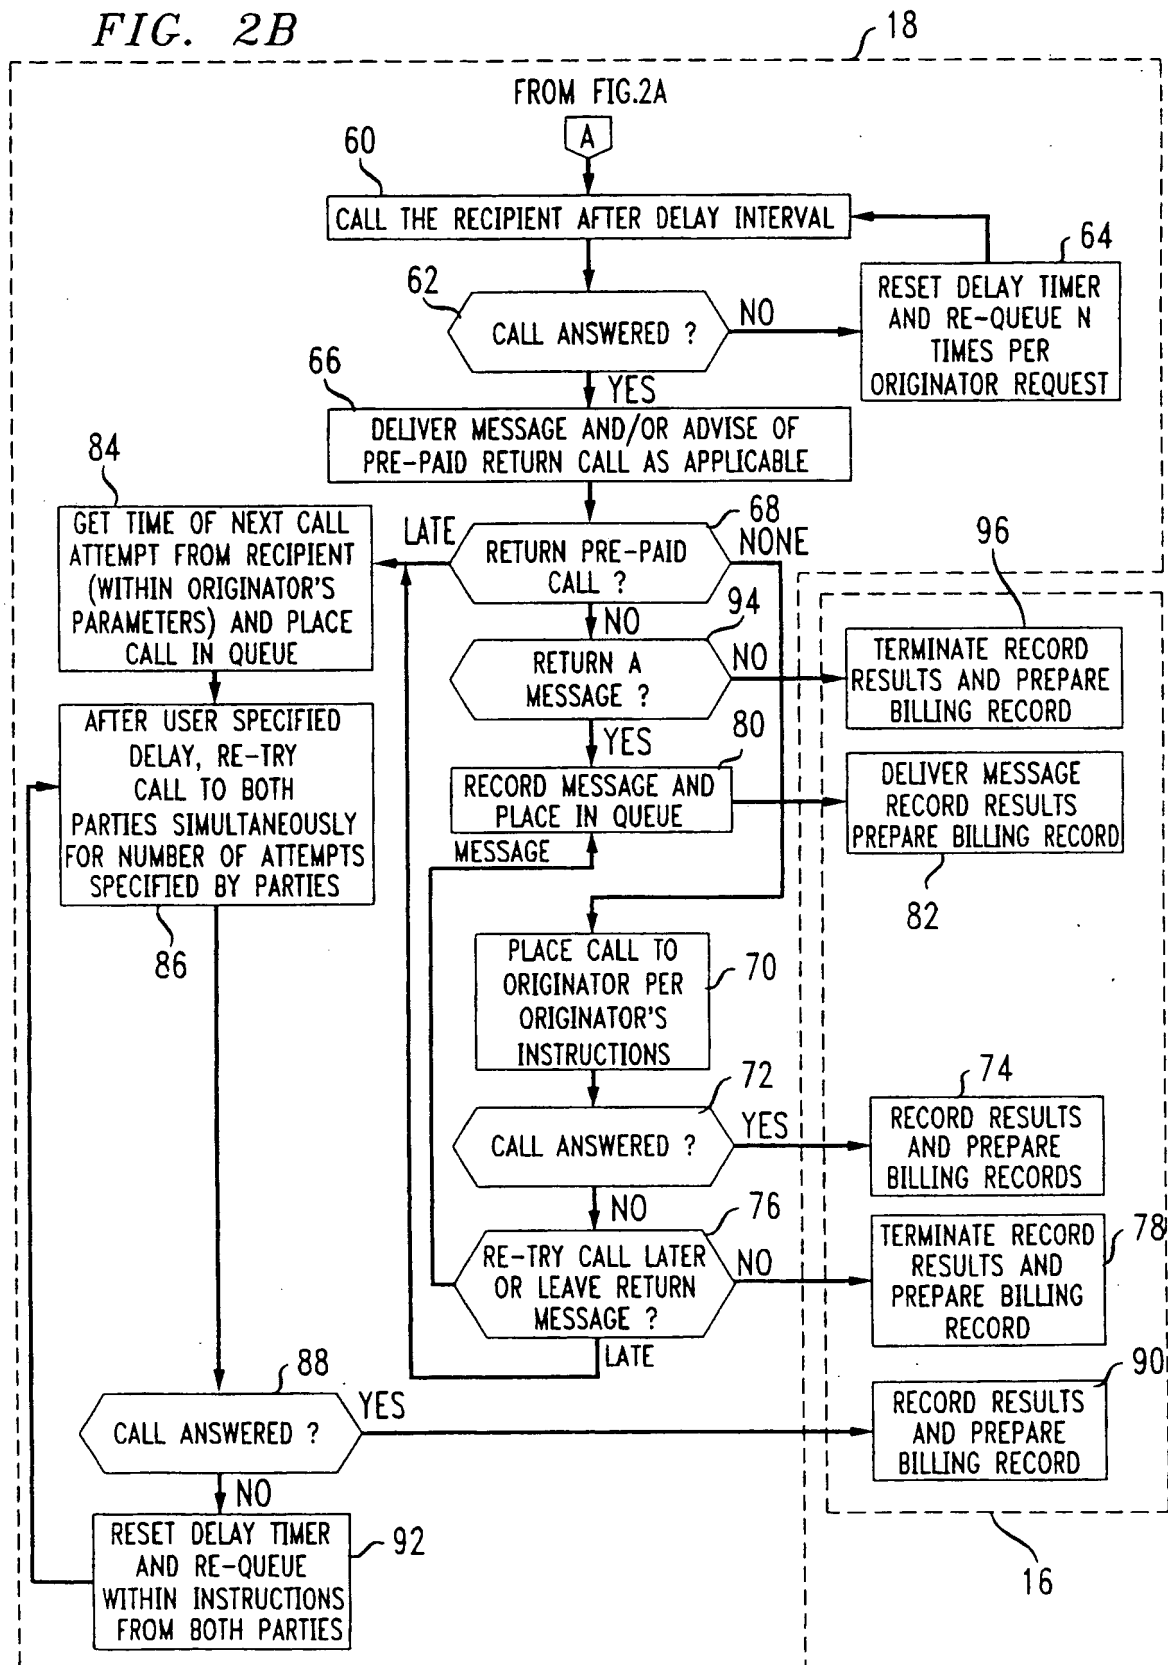 FIG. 2B
18
FROM FIG.2A
A
60
CALL THE RECIPIENT AFTER DELAY INTERVAL
64
RESET DELAY TIMER
AND RE-QUEUE N
TIMES PER
ORIGINATOR REQUEST
62
CALL ANSWERED ?
NO
YES
66
DELIVER MESSAGE AND/OR ADVISE OF
PRE-PAID RETURN CALL AS APPLICABLE
84
GET TIME OF NEXT CALL
ATTEMPT FROM RECIPIENT
(WITHIN ORIGINATOR'S
PARAMETERS) AND PLACE
CALL IN QUEUE
LATE
68
RETURN PRE-PAID
CALL ?
NONE
NO
94
RETURN A
MESSAGE ?
NO
YES
96
TERMINATE RECORD
RESULTS AND PREPARE
BILLING RECORD
AFTER USER SPECIFIED
DELAY, RE-TRY
CALL TO BOTH
PARTIES SIMULTANEOUSLY
FOR NUMBER OF ATTEMPTS
SPECIFIED BY PARTIES
86
80
RECORD MESSAGE AND
PLACE IN QUEUE
MESSAGE
DELIVER MESSAGE
RECORD RESULTS
PREPARE BILLING RECORD
82
PLACE CALL TO
ORIGINATOR PER
ORIGINATOR'S
INSTRUCTIONS
70
72
CALL ANSWERED ?
YES
NO
74
RECORD RESULTS
AND PREPARE
BILLING RECORDS
76
RE-TRY CALL LATER
OR LEAVE RETURN
MESSAGE ?
NO
LATE
78
TERMINATE RECORD
RESULTS AND
PREPARE BILLING
RECORD
88
CALL ANSWERED ?
YES
NO
90
RECORD RESULTS
AND PREPARE
BILLING RECORD
RESET DELAY TIMER
AND RE-QUEUE
WITHIN INSTRUCTIONS
FROM BOTH PARTIES
92
16